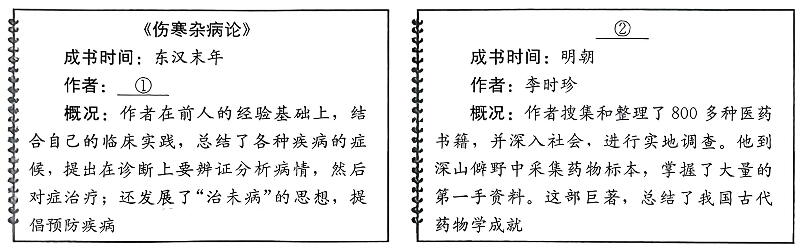 《伤寒杂病论》
成书时间：东汉末年
作者：①
概况：作者在前人的经验基础上，结
合自己的临床实践，总结了各种疾病的症
候，提出在诊断上要辨证分析病情，然后
对症治疗；还发展了“治未病”的思想，提
倡预防疾病
②
成书时间：明朝
作者：李时珍
概况：作者搜集和整理了 800 多种医药
书籍，并深入社会，进行实地调查。他到
深山僻野中采集药物标本，掌握了大量的
第一手资料。这部巨著，总结了我国古代
药物学成就